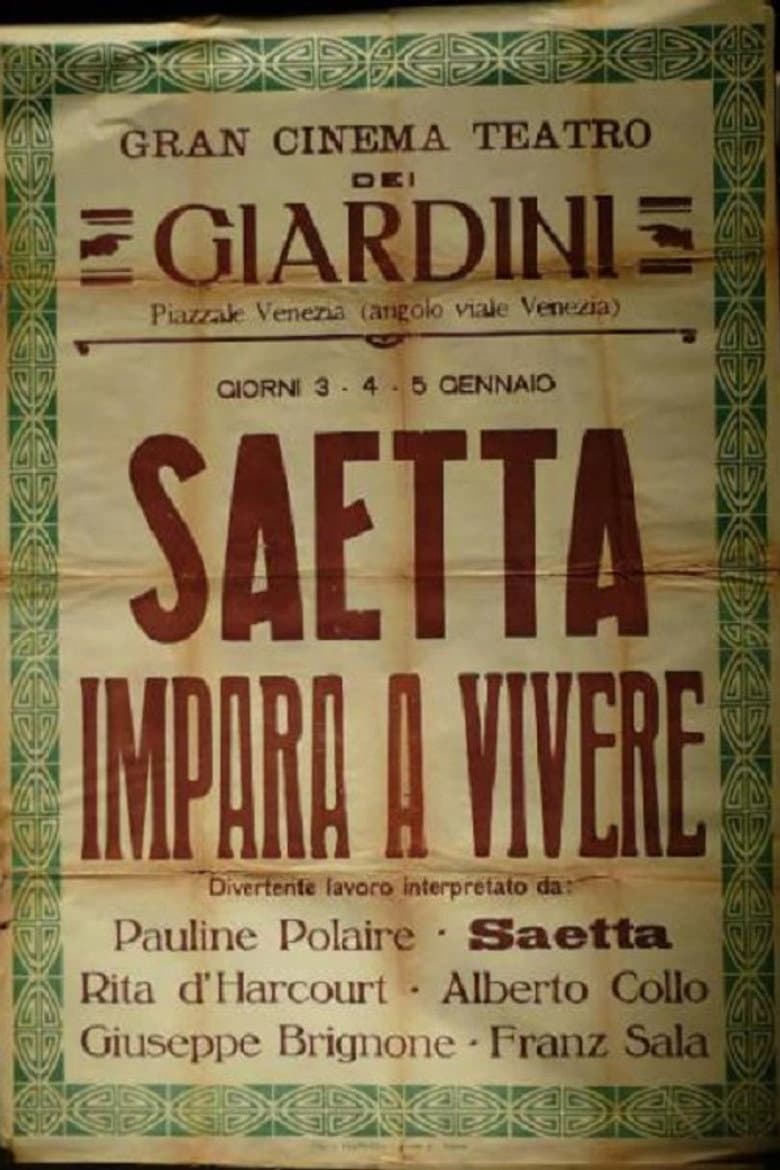 GRAN CINEMA TEATRO
DEI
GIARDINI
Piazzale Venezia (angolo viale Venezia)
GIORNI 3 - 4 - 5 GENNAIO
SAETTA
IMPARA A VIVERE
Divertente lavoro interpretato da:
Pauline Polaire · Saetta
Rita d'Harcourt · Alberto Collo
Giuseppe Brignone · Franz Sala